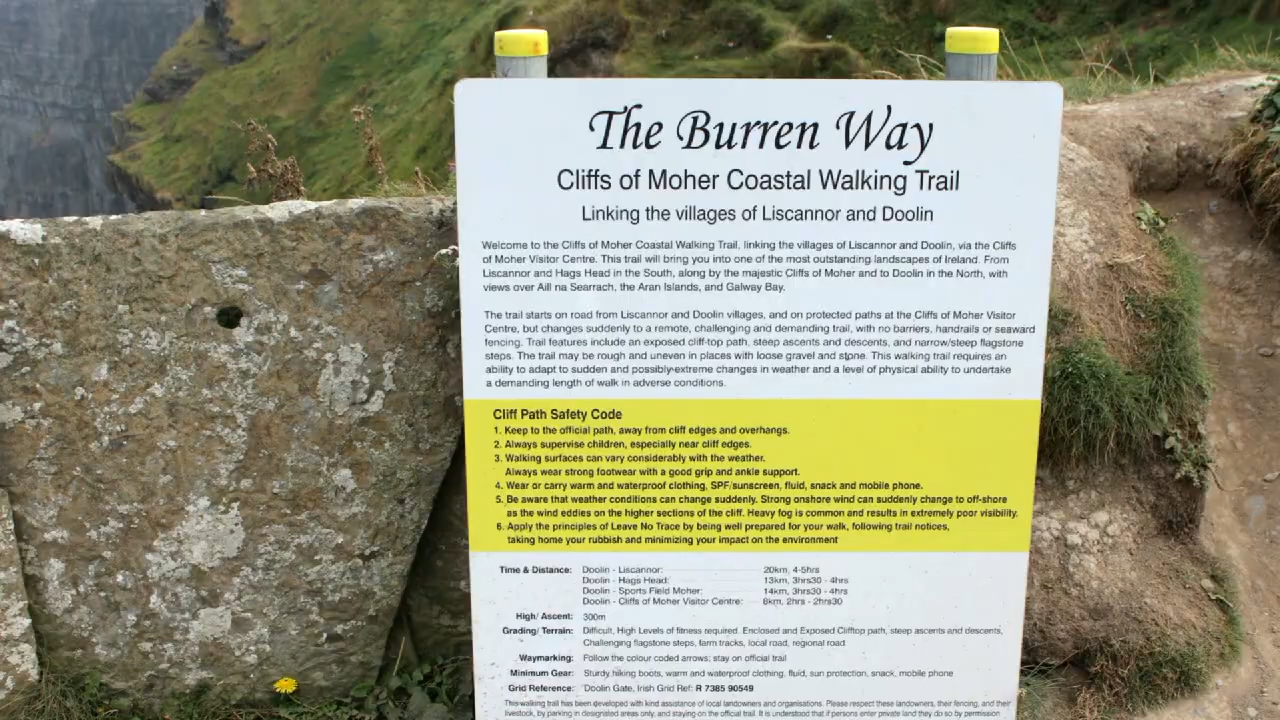 The Burren Way
Cliffs of Moher Coastal Walking Trail
Linking the villages of Liscannor and Doolin
Welcome to the Cliffs of Moher Coastal Walking Trail, linking the villages of Liscannor and Doolin, via the Cliffs
of Moher Visitor Centre. This trail will bring you into one of the most outstanding landscapes of Ireland. From
Liscannor and Hags Head in the South, along by the majestic Cliffs of Moher and to Doolin in the North, with
views over Aill na Searrach, the Aran Islands, and Galway Bay.
The trail starts on road from Liscannor and Doolin villages, and on protected paths at the Cliffs of Moher Visitor
Centre, but changes suddenly to a remote, challenging and demanding trail, with no barriers, handrails or seaward
fencing. Trail features include an exposed cliff-top path, steep ascents and descents, and narrow/steep flagstone
steps. The trail may be rough and uneven in places with loose gravel and stone. This walking trail requires an
ability to adapt to sudden and possibly-extreme changes in weather and a level of physical ability to undertake
a demanding length of walk in adverse conditions.
Cliff Path Safety Code
1. Keep to the official path, away from cliff edges and overhangs.
2. Always supervise children, especially near cliff edges.
3. Walking surfaces can vary considerably with the weather.
Always wear strong footwear with a good grip and ankle support.
4. Wear or carry warm and waterproof clothing, SPF/sunscreen, fluid, snack and mobile phone.
5. Be aware that weather conditions can change suddenly. Strong onshore wind can suddenly change to off-shore
as the wind eddies on the higher sections of the cliff. Heavy fog is common and results in extremely poor visibility.
6. Apply the principles of Leave No Trace by being well prepared for your walk, following trail notices,
taking home your rubbish and minimizing your impact on the environment
Time & Distance: Doolin - Liscannor: 20km, 4-5hrs
Doolin - Hags Head: 13km, 3hrs30 - 4hrs
Doolin - Sports Field Moher: 14km, 3hrs30 - 4hrs
Doolin - Cliffs of Moher Visitor Centre: 8km, 2hrs - 2hrs30
High/ Ascent: 300m
Grading/ Terrain: Difficult, High Levels of fitness required. Enclosed and Exposed Clifftop path, steep ascents and descents,
Challenging flagstone steps, farm tracks, local road, regional road
Waymarking: Follow the colour coded arrows; stay on official trail
Minimum Gear: Sturdy hiking boots, warm and waterproof clothing, fluid, sun protection, snack, mobile phone
Grid Reference: Doolin Gate, Irish Grid Ref: R 7385 90549
This walking trail has been developed with kind assistance of local landowners and organisations. Please respect these landowners, their fencing, and their
livestock, by parking in designated areas only, and staying on the official trail. It is understood that if persons enter private land they do so by permission